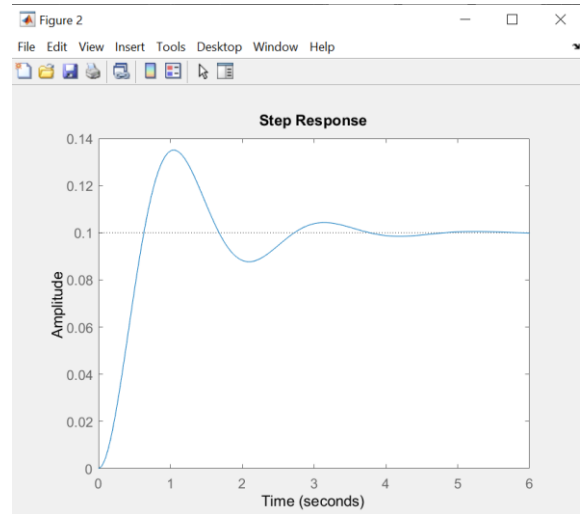 Figure 2
File Edit View Insert Tools Desktop Window Help
Step Response
0.14
0.12
0.1
0.08
0.06
0.04
0.02
0
Amplitude
0 1 2 3 4 5 6
Time (seconds)